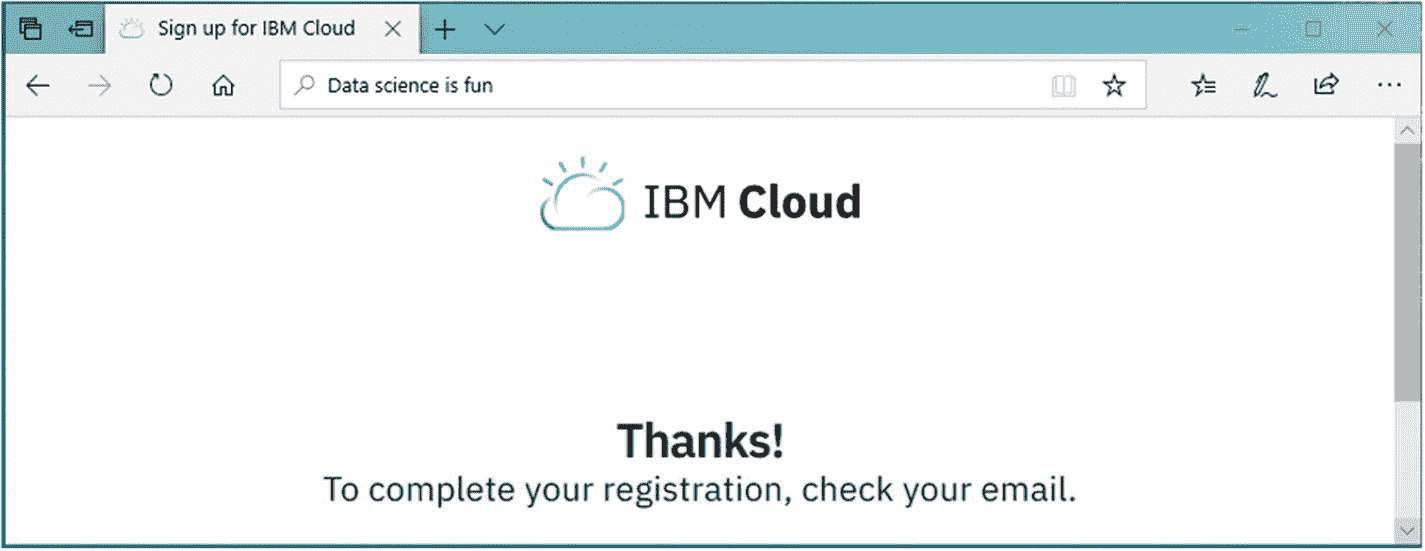 Sign up for IBM Cloud
Data science is fun
IBM Cloud
Thanks!
To complete your registration, check your email.